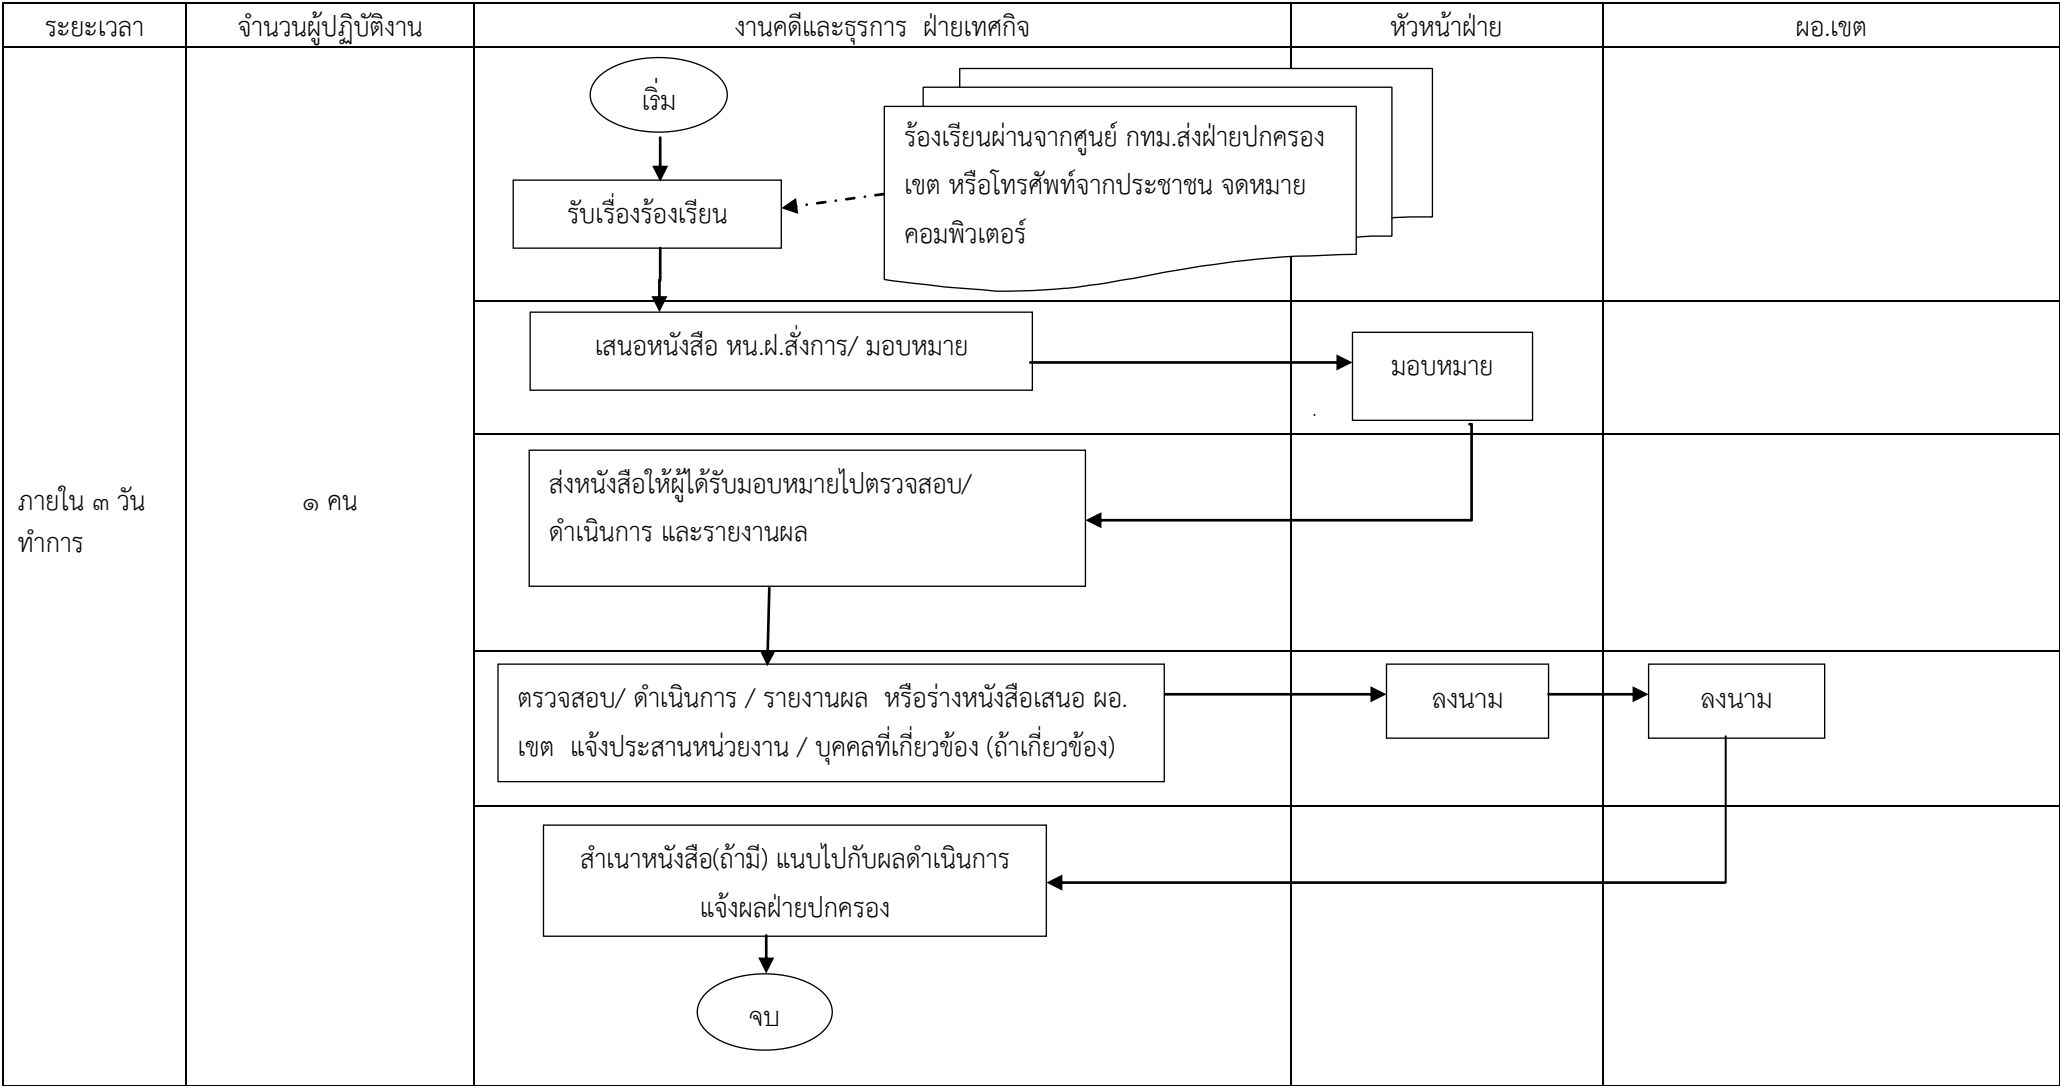 ระยะเวลา
จำนวนผู้ปฏิบัติงาน
งานคดีและธุรการ ฝ่ายเทศกิจ
หัวหน้าฝ่าย
ผอ.เขต
เริ่ม
ร้องเรียนผ่านจากศูนย์ กทม.ส่งฝ่ายปกครอง
เขต หรือโทรศัพท์จากประชาชน จดหมาย
คอมพิวเตอร์
รับเรื่องร้องเรียน
เสนอหนังสือ หน.ฝ.สั่งการ/ มอบหมาย
มอบหมาย
ภายใน ๓ วัน
ทำการ
๑ คน
ส่งหนังสือให้ผู้ได้รับมอบหมายไปตรวจสอบ/
ดำเนินการ และรายงานผล
ตรวจสอบ/ ดำเนินการ / รายงานผล หรือร่างหนังสือเสนอ ผอ.
เขต แจ้งประสานหน่วยงาน / บุคคลที่เกี่ยวข้อง (ถ้าเกี่ยวข้อง)
ลงนาม
ลงนาม
สำเนาหนังสือ(ถ้ามี) แนบไปกับผลดำเนินการ
แจ้งผลฝ่ายปกครอง
จบ